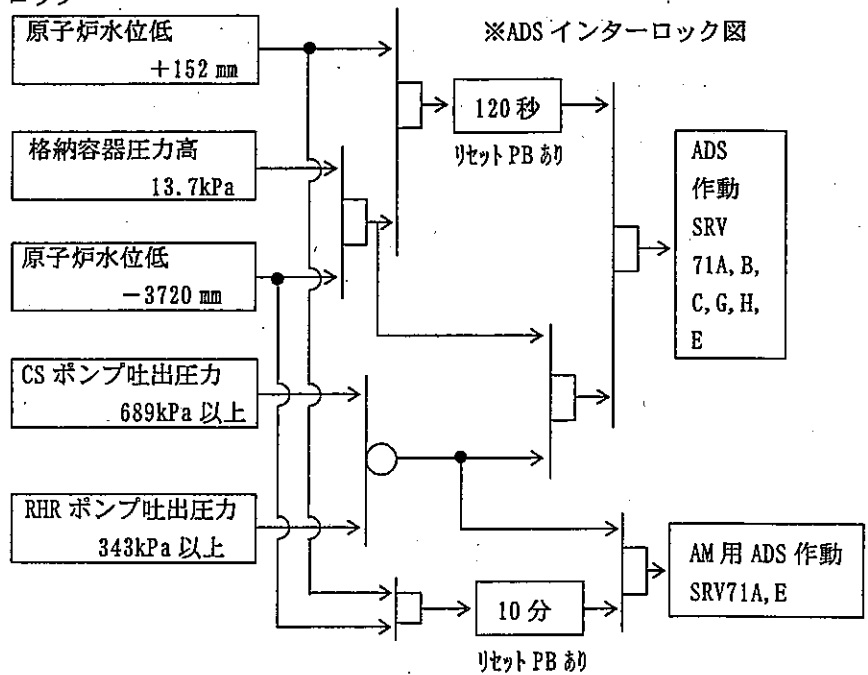 ※ADS インターロック図
原子炉水位低
＋152 mm
格納容器圧力高
13.7kPa
原子炉水位低
－3720 mm
CS ポンプ吐出圧力
689kPa 以上
RHR ポンプ吐出圧力
343kPa 以上
120 秒
リセット PB あり
10 分
リセット PB あり
ADS
作動
SRV
71A, B,
C, G, H,
E
AM 用 ADS 作動
SRV71A, E